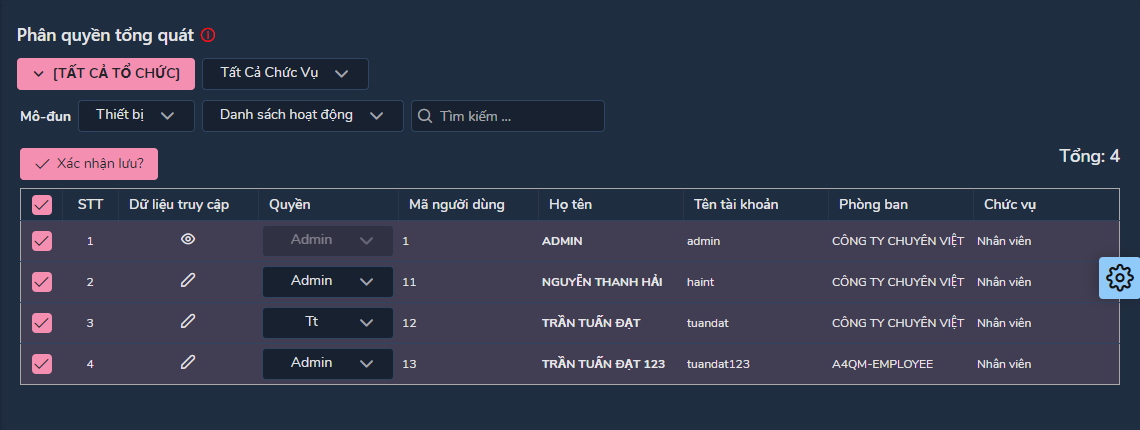 Phân quyền tổng quát
[TẤT CẢ TỔ CHỨC] Tất Cả Chức Vụ
Mô-đun Thiết bị Danh sách hoạt động Tìm kiếm ...
Xác nhận lưu? Tổng: 4
STT Dữ liệu truy cập Quyền Mã người dùng Họ tên Tên tài khoản Phòng ban Chức vụ
1 Admin 1 ADMIN admin CÔNG TY CHUYÊN VIỆT Nhân viên
2 Admin 11 NGUYỄN THANH HẢI haint CÔNG TY CHUYÊN VIỆT Nhân viên
3 Tt 12 TRẦN TUẤN ĐẠT tuandat CÔNG TY CHUYÊN VIỆT Nhân viên
4 Admin 13 TRẦN TUẤN ĐẠT 123 tuandat123 A4QM-EMPLOYEE Nhân viên